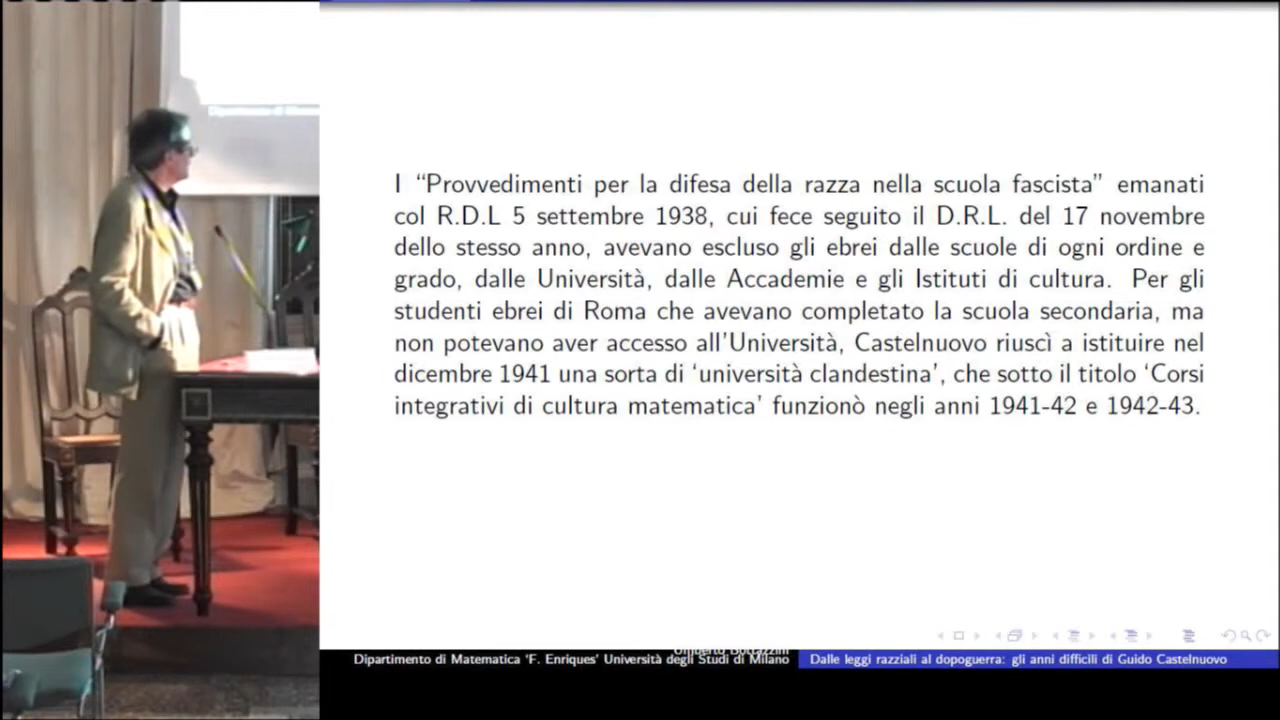 I “Provvedimenti per la difesa della razza nella scuola fascista” emanati
col R.D.L 5 settembre 1938, cui fece seguito il D.R.L. del 17 novembre
dello stesso anno, avevano escluso gli ebrei dalle scuole di ogni ordine e
grado, dalle Università, dalle Accademie e gli Istituti di cultura. Per gli
studenti ebrei di Roma che avevano completato la scuola secondaria, ma
non potevano aver accesso all’Università, Castelnuovo riuscì a istituire nel
dicembre 1941 una sorta di ‘università clandestina’, che sotto il titolo ‘Corsi
integrativi di cultura matematica’ funzionò negli anni 1941-42 e 1942-43.
Umberto Bottazzini
Dipartimento di Matematica ‘F. Enriques’ Università degli Studi di Milano
Dalle leggi razziali al dopoguerra: gli anni difficili di Guido Castelnuovo